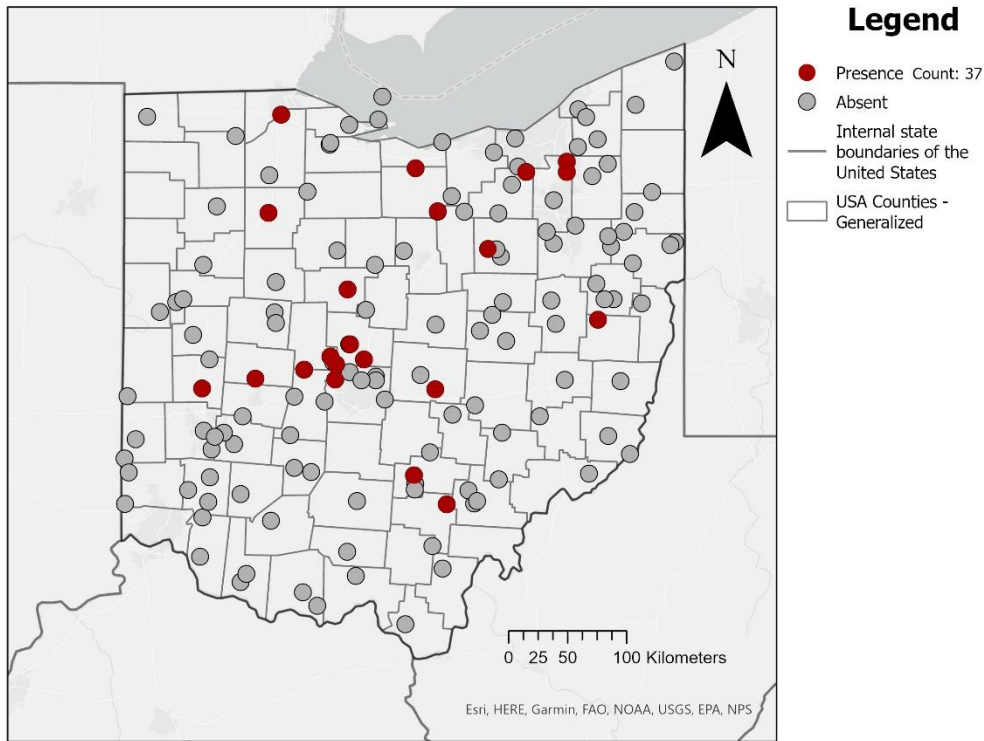 Legend
N
Presence Count: 37
Absent
Internal state
boundaries of the
United States
USA Counties -
Generalized
0 25 50 100 Kilometers
Esri, HERE, Garmin, FAO, NOAA, USGS, EPA, NPS